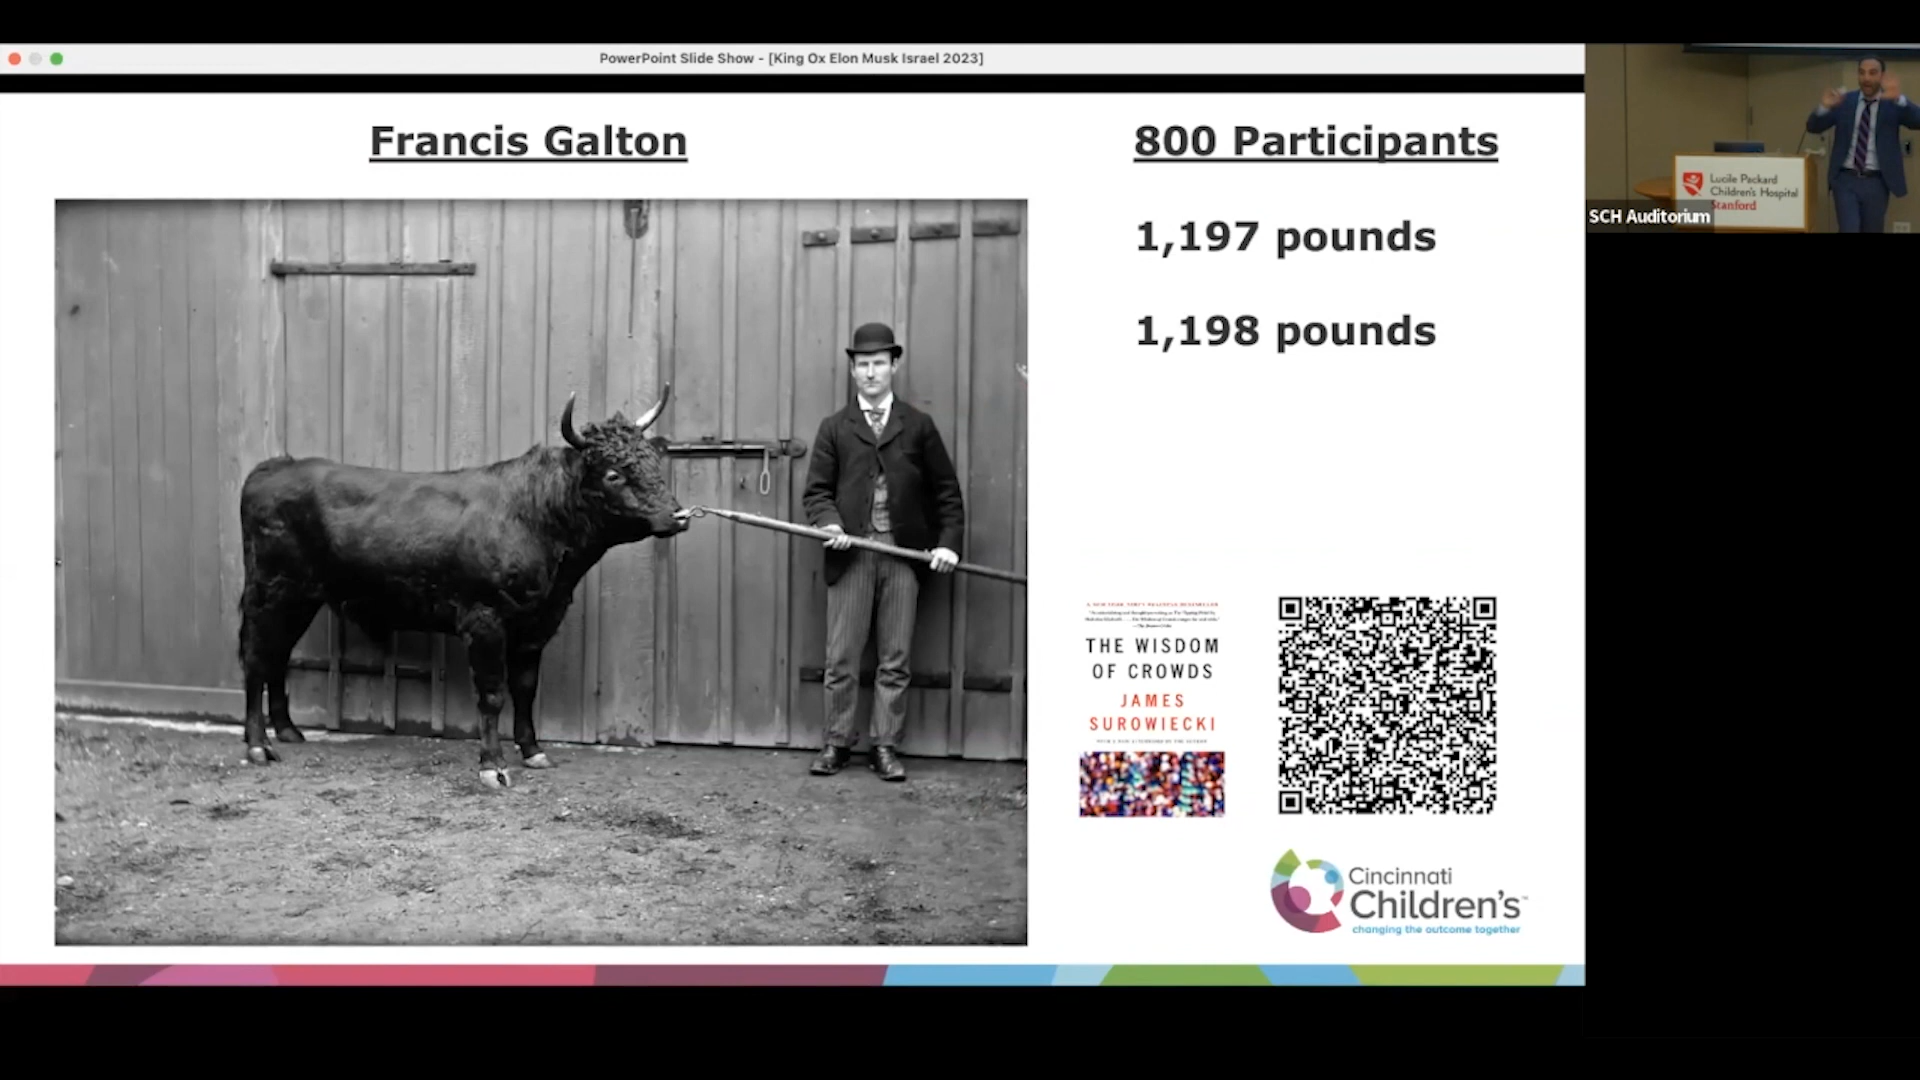 PowerPoint Slide Show - [King Ox Elon Musk Israel 2023]
Francis Galton
800 Participants
1,197 pounds
1,198 pounds
THE WISDOM
OF CROWDS
JAMES
SUROWIECKI
Cincinnati
Children's
changing the outcome together
Lucile Packard
Children's Hospital
Stanford
SCH Auditorium